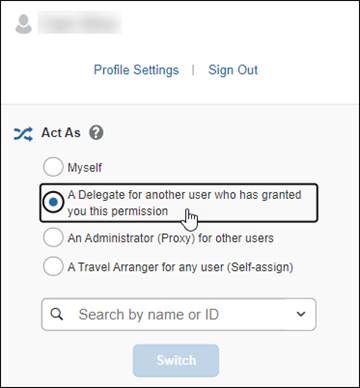 Profile Settings | Sign Out
Act As ?
Myself
A Delegate for another user who has granted
you this permission
An Administrator (Proxy) for other users
A Travel Arranger for any user (Self-assign)
Search by name or ID
Switch